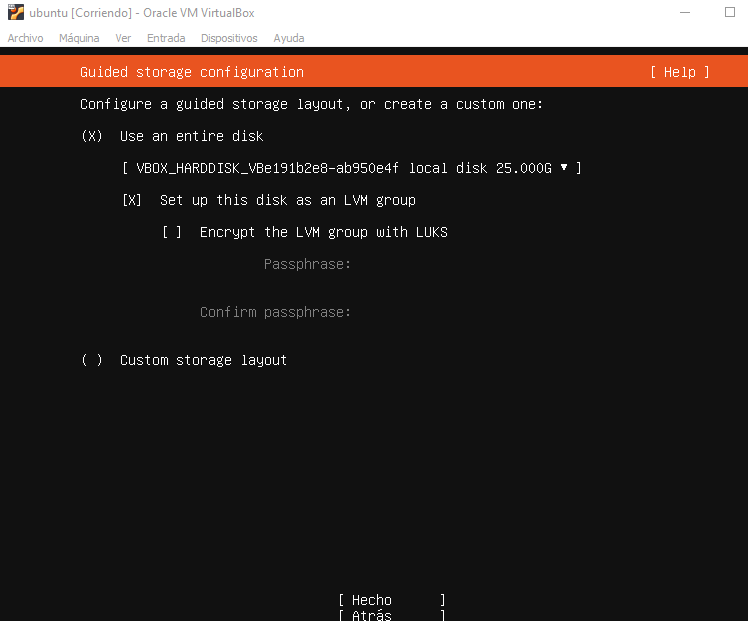 ubuntu [Corriendo] - Oracle VM VirtualBox
Archivo Máquina Ver Entrada Dispositivos Ayuda
Guided storage configuration [ Help ]
Configure a guided storage layout, or create a custom one:
(X) Use an entire disk
[ VBOX_HARDDISK_VBe191b2e8-ab950e4f local disk 25.000G ▾ ]
[X] Set up this disk as an LVM group
[ ] Encrypt the LVM group with LUKS
Passphrase:
Confirm passphrase:
( ) Custom storage layout
[ Hecho ]
[ Atrás ]